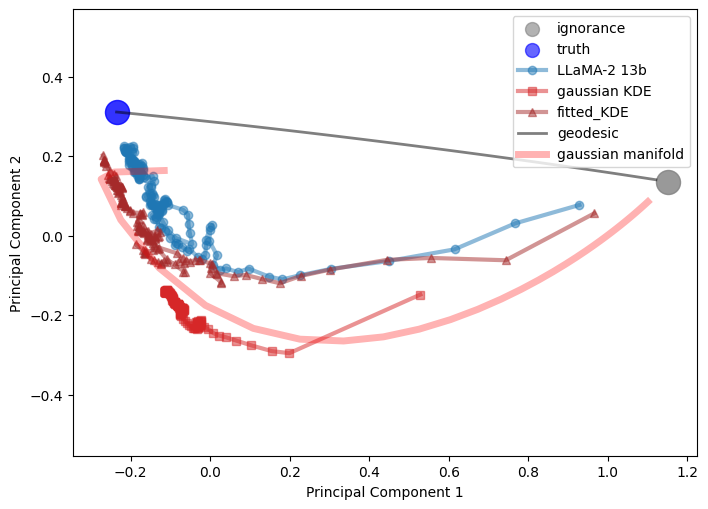 ignorance
truth
LLaMA-2 13b
gaussian KDE
fitted_KDE
geodesic
gaussian manifold
Principal Component 2
0.4
0.2
0.0
−0.2
−0.4
−0.2
0.0
0.2
0.4
0.6
0.8
1.0
1.2
Principal Component 1